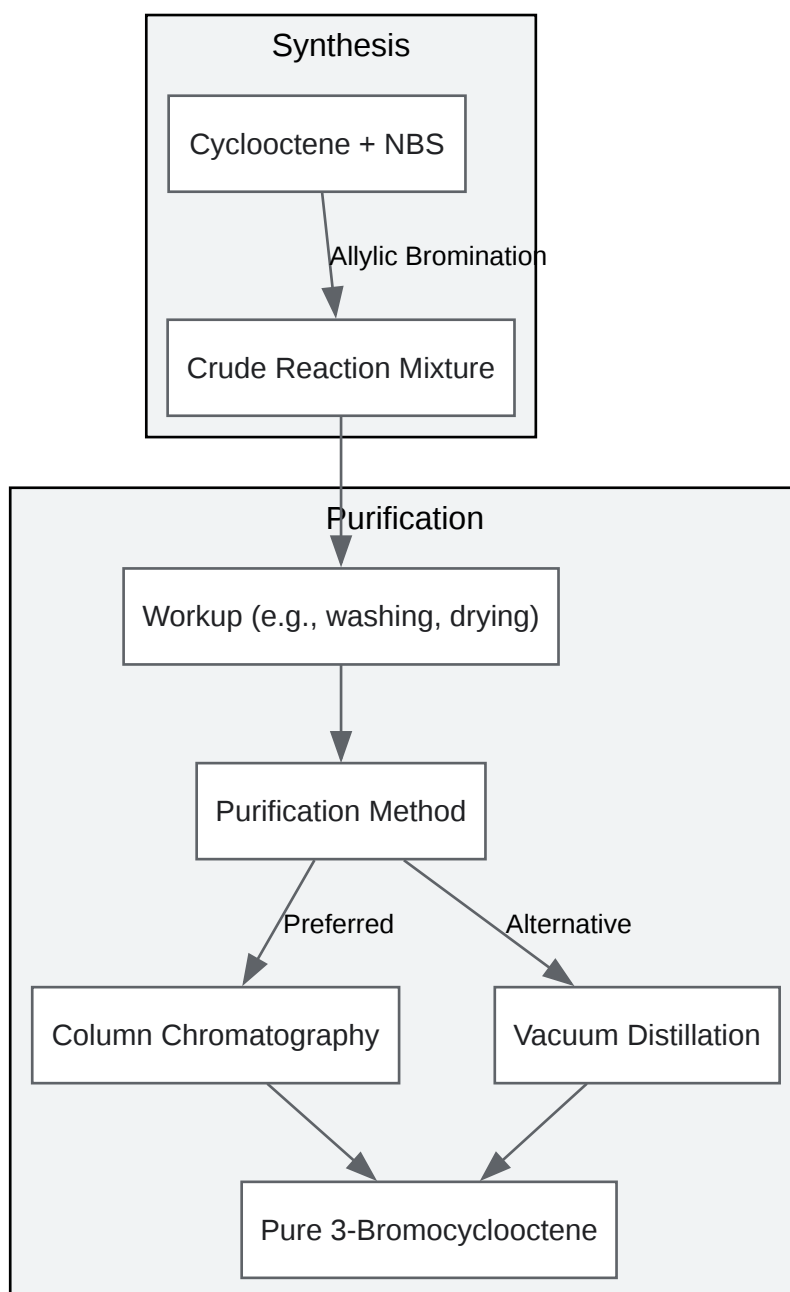 Synthesis
Cyclooctene + NBS
Allylic Bromination
Crude Reaction Mixture
Purification
Workup (e.g., washing, drying)
Purification Method
Preferred
Alternative
Column Chromatography
Vacuum Distillation
Pure 3-Bromocyclooctene